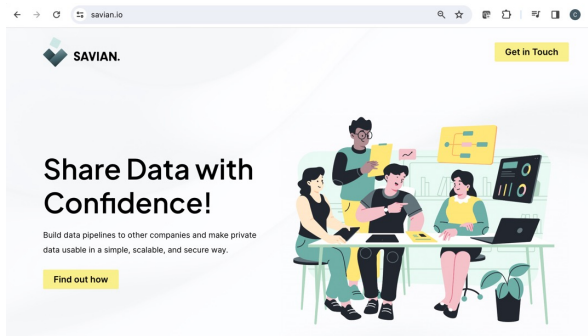 savian.io
SAVIAN.
Get in Touch
Share Data with
Confidence!
Build data pipelines to other companies and make private
data usable in a simple, scalable, and secure way.
Find out how